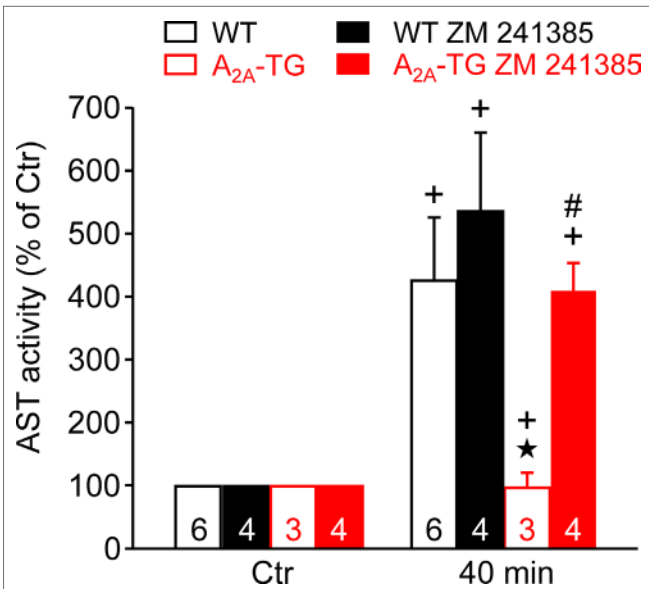 WT WT ZM 241385
A2A-TG A2A-TG ZM 241385
AST activity (% of Ctr)
700
600
500
400
300
200
100
0
+
+
#
+
+
★
6 4 3 4 6 4 3 4
Ctr 40 min